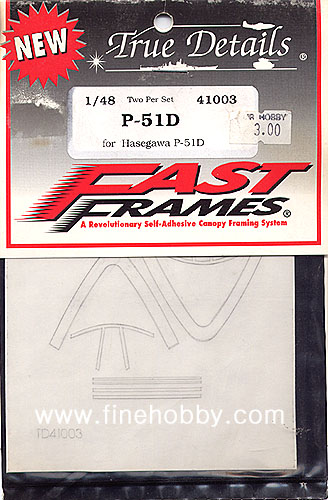 NEW
True Details®
1/48 Two Per Set 41003
P-51D
for Hasegawa P-51D
HOBBY
3.00
FAST
FRAMES®
A Revolutionary Self-Adhesive Canopy Framing System
www.finehobby.com
TD41003